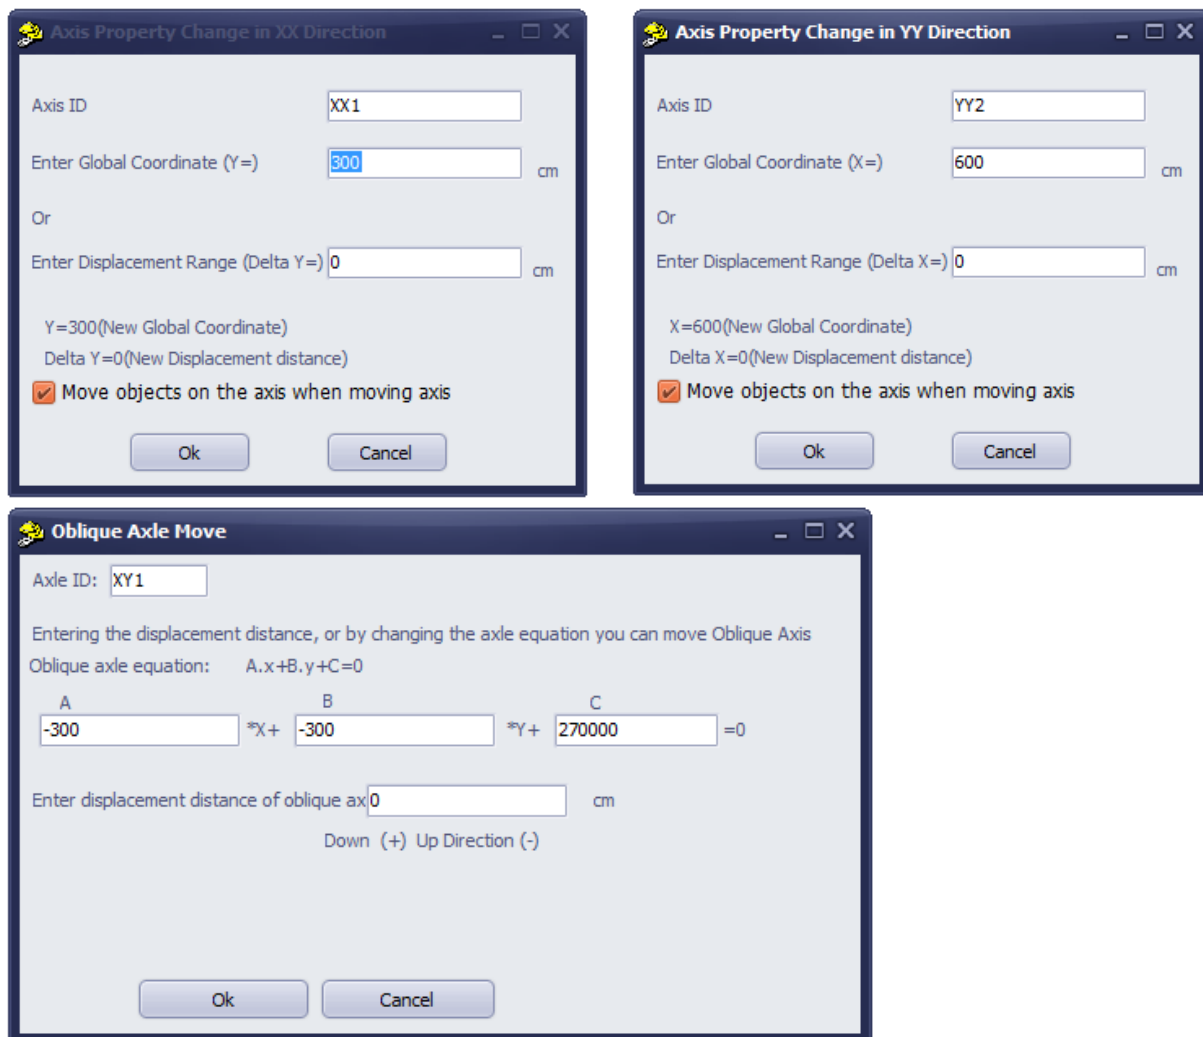 Axis Property Change in XX Direction
Axis ID XX1
Enter Global Coordinate (Y=) 300 cm
Or
Enter Displacement Range (Delta Y=) 0 cm
Y=300(New Global Coordinate)
Delta Y=0(New Displacement distance)
Move objects on the axis when moving axis
Ok Cancel
Axis Property Change in YY Direction
Axis ID YY2
Enter Global Coordinate (X=) 600 cm
Or
Enter Displacement Range (Delta X=) 0 cm
X=600(New Global Coordinate)
Delta X=0(New Displacement distance)
Move objects on the axis when moving axis
Ok Cancel
Oblique Axle Move
Axle ID: XY1
Entering the displacement distance, or by changing the axle equation you can move Oblique Axis
Oblique axle equation: A.x+B.y+C=0
A B C
-300 *X+ -300 *Y+ 270000 =0
Enter displacement distance of oblique ax 0 cm
Down (+) Up Direction (-)
Ok Cancel